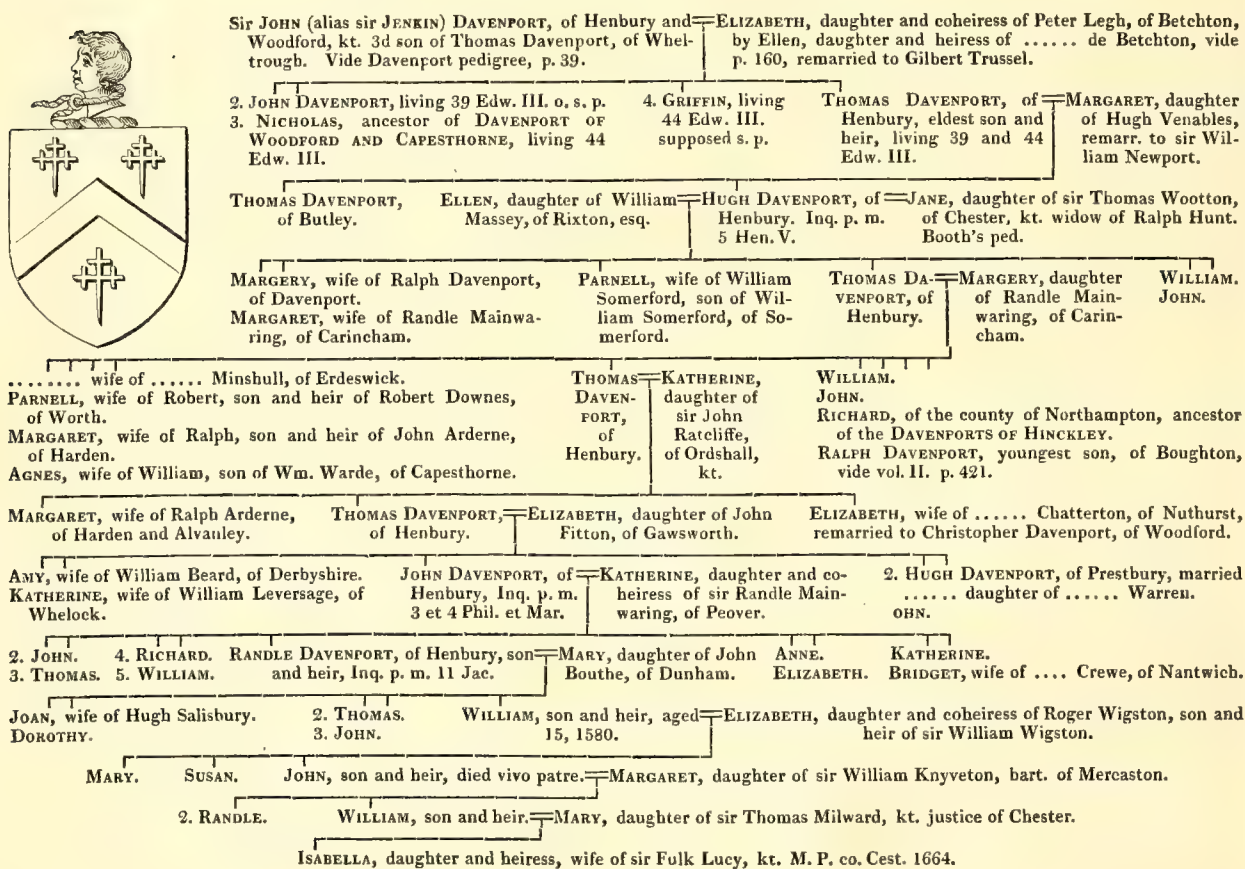 Sir JOHN (alias sir JENKIN) DAVENPORT, of Henbury and
Woodford, kt. 3d son of Thomas Davenport, of Whel-
trough. Vide Davenport pedigree, p. 39.
ELIZABETH, daughter and coheiress of Peter Legh, of Betchton,
by Ellen, daughter and heiress of ...... de Betchton, vide
p. 160, remarried to Gilbert Trussel.
2. JOHN DAVENPORT, living 39 Edw. III. o. s. p.
3. NICHOLAS, ancestor of DAVENPORT OF
WOODFORD AND CAPESTHORNE, living 44
Edw. III.
4. GRIFFIN, living
44 Edw. III.
supposed s. p.
THOMAS DAVENPORT, of
Henbury, eldest son and
heir, living 39 and 44
Edw. III.
MARGARET, daughter
of Hugh Venables,
remarr. to sir Wil-
liam Newport.
THOMAS DAVENPORT,
of Butley.
ELLEN, daughter of William
Massey, of Rixton, esq.
HUGH DAVENPORT, of
Henbury. Inq. p. m.
5 Hen. V.
JANE, daughter of sir Thomas Wootton,
of Chester, kt. widow of Ralph Hunt.
Booth's ped.
MARGERY, wife of Ralph Davenport,
of Davenport.
MARGARET, wife of Randle Mainwa-
ring, of Carincham.
PARNELL, wife of William
Somerford, son of Wil-
liam Somerford, of So-
merford.
THOMAS DA-
VENPORT, of
Henbury.
MARGERY, daughter
of Randle Main-
waring, of Carin-
cham.
WILLIAM.
JOHN.
........ wife of ...... Minshull, of Erdeswick.
PARNELL, wife of Robert, son and heir of Robert Downes,
of Worth.
MARGARET, wife of Ralph, son and heir of John Arderne,
of Harden.
AGNES, wife of William, son of Wm. Warde, of Capesthorne.
THOMAS
DAVEN-
PORT,
of
Henbury.
KATHERINE,
daughter of
sir John
Ratcliffe,
of Ordshall,
kt.
WILLIAM.
JOHN.
RICHARD, of the county of Northampton, ancestor
of the DAVENPORTS OF HINCKLEY.
RALPH DAVENPORT, youngest son, of Boughton,
vide vol. II. p. 421.
MARGARET, wife of Ralph Arderne,
of Harden and Alvanley.
THOMAS DAVENPORT,
of Henbury.
ELIZABETH, daughter of John
Fitton, of Gawsworth.
ELIZABETH, wife of ...... Chatterton, of Nuthurst,
remarried to Christopher Davenport, of Woodford.
AMY, wife of William Beard, of Derbyshire.
KATHERINE, wife of William Leversage, of
Whelock.
JOHN DAVENPORT, of
Henbury, Inq. p. m.
3 et 4 Phil. et Mar.
KATHERINE, daughter and co-
heiress of sir Randle Main-
waring, of Peover.
2. HUGH DAVENPORT, of Prestbury, married
...... daughter of ...... Warren.
OHN.
2. JOHN.
3. THOMAS.
4. RICHARD.
5. WILLIAM.
RANDLE DAVENPORT, of Henbury, son
and heir, Inq. p. m. 11 Jac.
MARY, daughter of John
Bouthe, of Dunham.
ANNE.
ELIZABETH.
KATHERINE.
BRIDGET, wife of .... Crewe, of Nantwich.
JOAN, wife of Hugh Salisbury.
DOROTHY.
2. THOMAS.
3. JOHN.
WILLIAM, son and heir, aged
15, 1580.
ELIZABETH, daughter and coheiress of Roger Wigston, son and
heir of sir William Wigston.
MARY.
SUSAN.
JOHN, son and heir, died vivo patre.
MARGARET, daughter of sir William Knyveton, bart. of Mercaston.
2. RANDLE.
WILLIAM, son and heir.
MARY, daughter of sir Thomas Milward, kt. justice of Chester.
ISABELLA, daughter and heiress, wife of sir Fulk Lucy, kt. M. P. co. Cest. 1664.